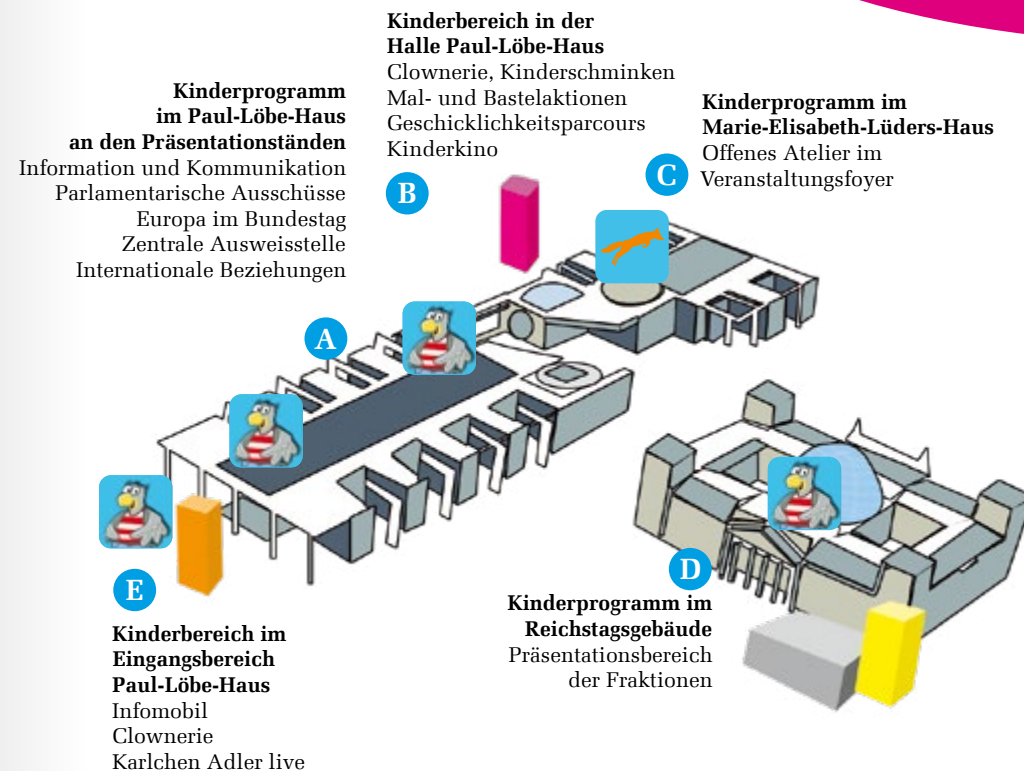 Kinderbereich in der
Halle Paul-Löbe-Haus
Clownerie, Kinderschminken
Mal- und Bastelaktionen
Geschicklichkeitsparcours
Kinderkino
B
Kinderprogramm
im Paul-Löbe-Haus
an den Präsentationständen
Information und Kommunikation
Parlamentarische Ausschüsse
Europa im Bundestag
Zentrale Ausweisstelle
Internationale Beziehungen
A
Kinderprogramm im
Marie-Elisabeth-Lüders-Haus
Offenes Atelier im
Veranstaltungsfoyer
C
E
Kinderbereich im
Eingangsbereich
Paul-Löbe-Haus
Infomobil
Clownerie
Karlchen Adler live
D
Kinderprogramm im
Reichstagsgebäude
Präsentationsbereich
der Fraktionen